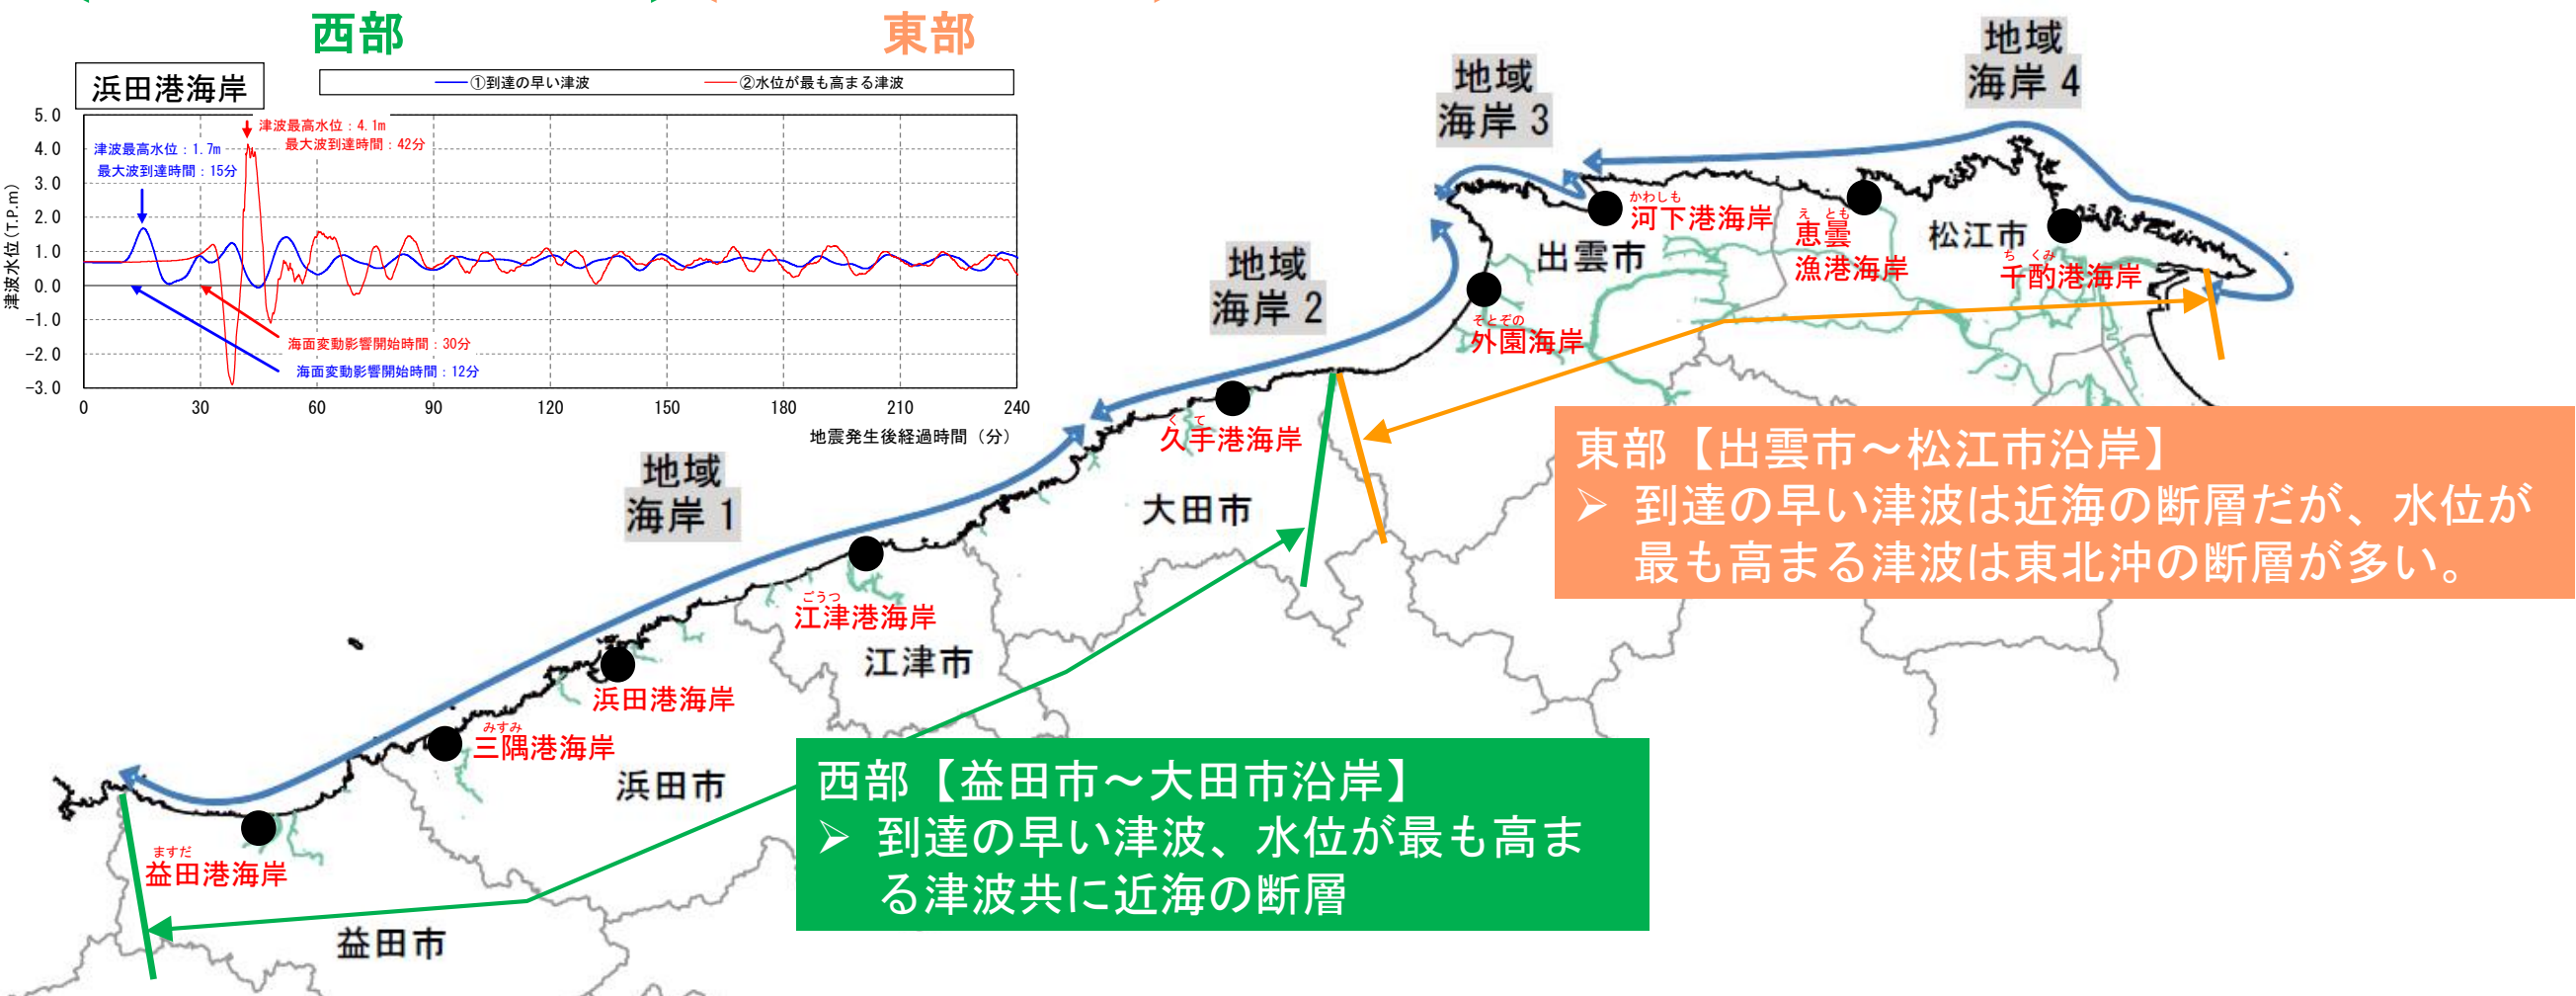 西部
東部
浜田港海岸
①到達の早い津波
②水位が最も高まる津波
津波水位(T.P.m)
5.0
4.0
3.0
2.0
1.0
0.0
-1.0
-2.0
-3.0
津波最高水位：4.1m
最大波到達時間：42分
津波最高水位：1.7m
最大波到達時間：15分
海面変動影響開始時間：30分
海面変動影響開始時間：12分
0 30 60 90 120 150 180 210 240
地震発生後経過時間（分）
地域
海岸 4
地域
海岸 3
地域
海岸 2
地域
海岸 1
かわしも
河下港海岸
え とも
恵曇
漁港海岸
松江市
ち くみ
千酌港海岸
出雲市
そとぞの
外園海岸
く て
久手港海岸
大田市
ごうつ
江津港海岸
江津市
浜田港海岸
みすみ
三隅港海岸
浜田市
ますだ
益田港海岸
益田市
東部【出雲市～松江市沿岸】
➢ 到達の早い津波は近海の断層だが、水位が
最も高まる津波は東北沖の断層が多い。
西部【益田市～大田市沿岸】
➢ 到達の早い津波、水位が最も高ま
る津波共に近海の断層